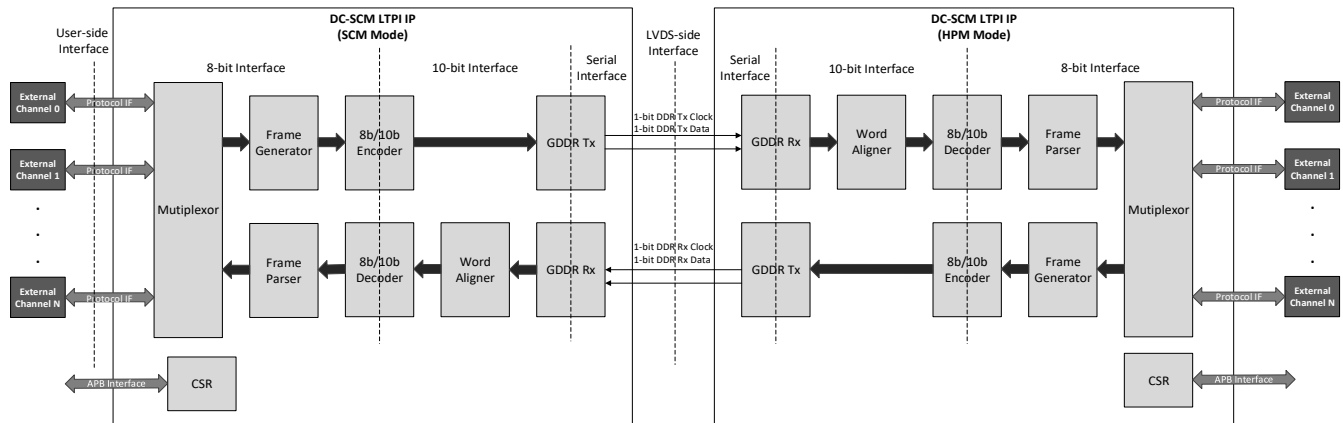 DC-SCM LTPI IP
(SCM Mode)
DC-SCM LTPI IP
(HPM Mode)
User-side
Interface
LVDS-side
Interface
8-bit Interface
10-bit Interface
Serial
Interface
Serial
Interface
10-bit Interface
8-bit Interface
External
Channel 0
Protocol IF
External
Channel 1
Protocol IF
.
.
.
External
Channel N
Protocol IF
Mutiplexor
Frame
Generator
8b/10b
Encoder
GDDR Tx
1-bit DDR Tx Clock
1-bit DDR Tx Data
GDDR Rx
Word
Aligner
8b/10b
Decoder
Frame
Parser
Frame
Parser
8b/10b
Decoder
Word
Aligner
GDDR Rx
1-bit DDR Rx Clock
1-bit DDR Rx Data
GDDR Tx
8b/10b
Encoder
Frame
Generator
Mutiplexor
Protocol IF
External
Channel 0
Protocol IF
External
Channel 1
.
.
.
Protocol IF
External
Channel N
APB Interface
CSR
CSR
APB Interface